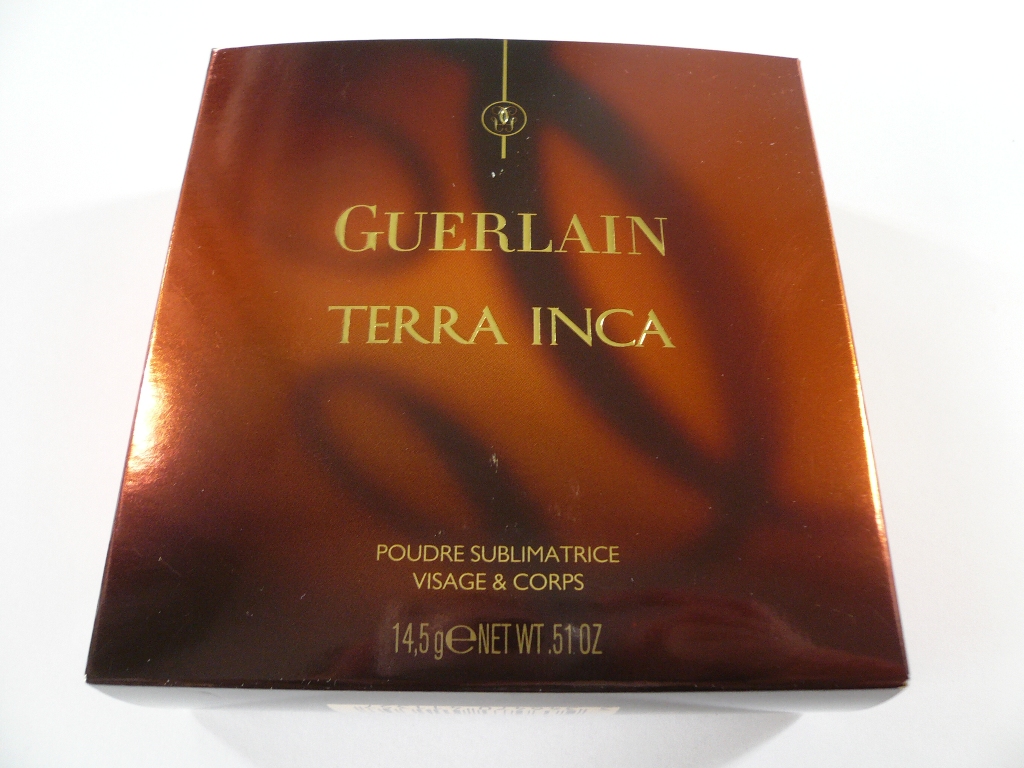 GUERLAIN
TERRA INCA
POUDRE SUBLIMATRICE
VISAGE & CORPS
14,5 g e NET WT .51 OZ